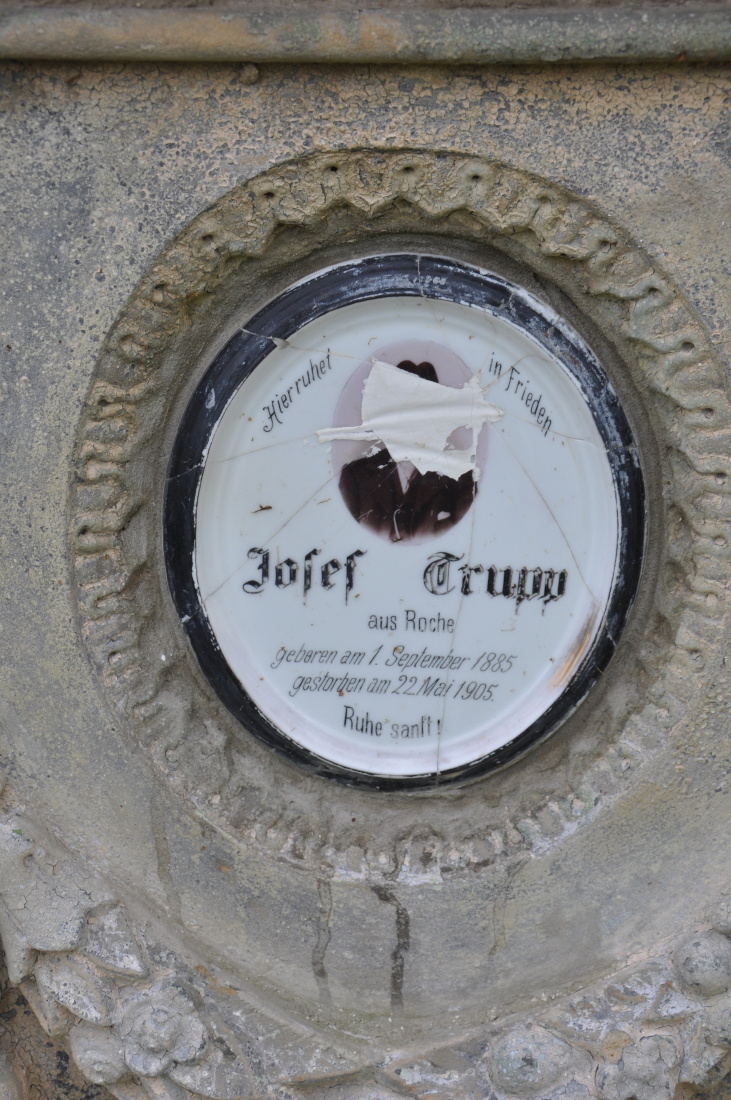 Hier ruhet in Frieden
Josef Trupp
aus Roche
geboren am 1. September 1885
gestorben am 22. Mai 1905.
Ruhe sanft!